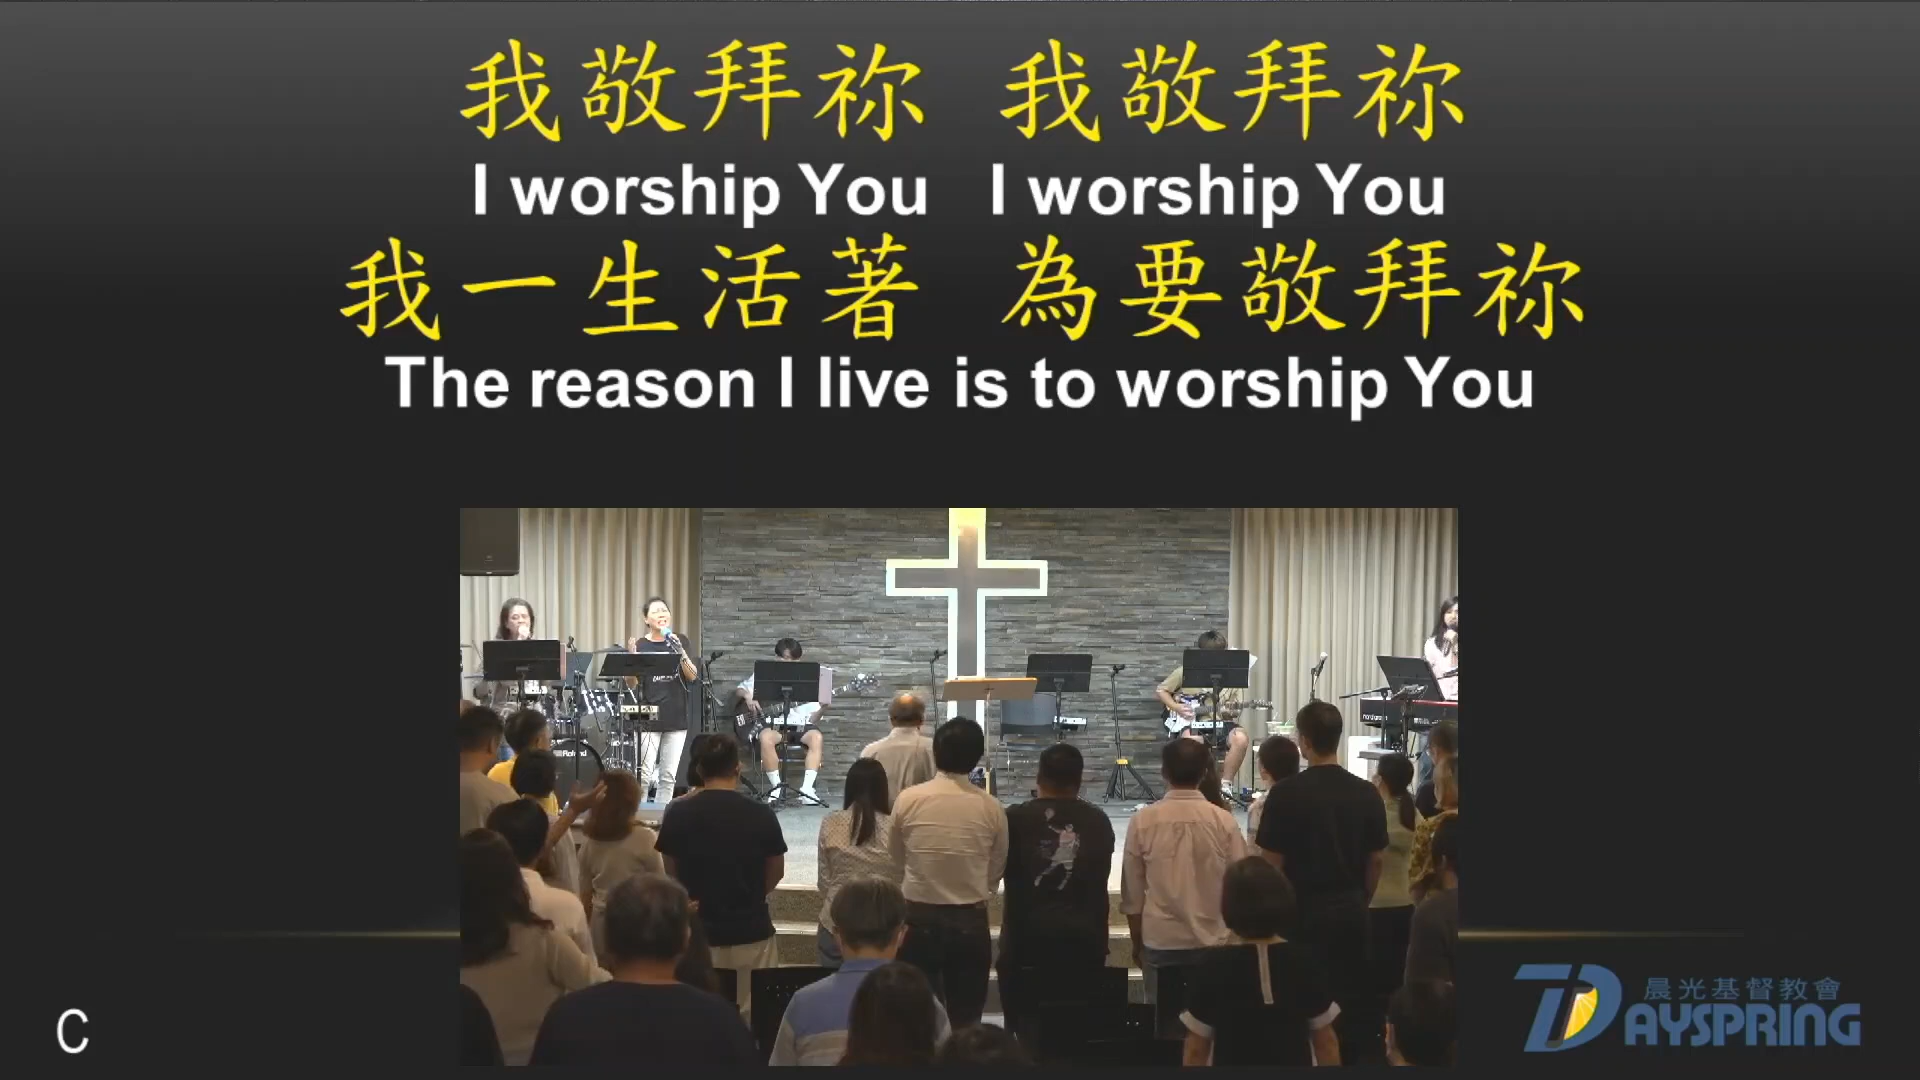 我敬拜祢 我敬拜祢
I worship You I worship You
我一生活著 為要敬拜祢
The reason I live is to worship You
Roland
C
晨光基督教會
DAYSPRING